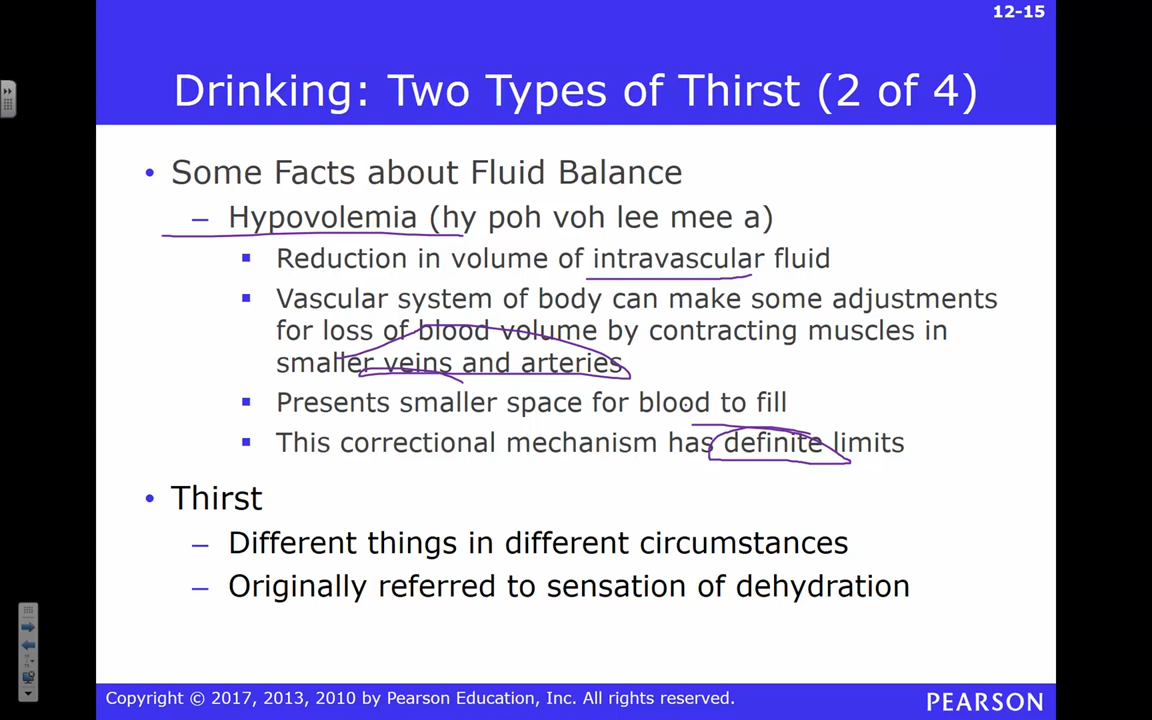 12-15
Drinking: Two Types of Thirst (2 of 4)
• Some Facts about Fluid Balance
– Hypovolemia (hy poh voh lee mee a)
▪ Reduction in volume of intravascular fluid
▪ Vascular system of body can make some adjustments
for loss of blood volume by contracting muscles in
smaller veins and arteries
▪ Presents smaller space for blood to fill
▪ This correctional mechanism has definite limits
• Thirst
– Different things in different circumstances
– Originally referred to sensation of dehydration
Copyright © 2017, 2013, 2010 by Pearson Education, Inc. All rights reserved.
PEARSON